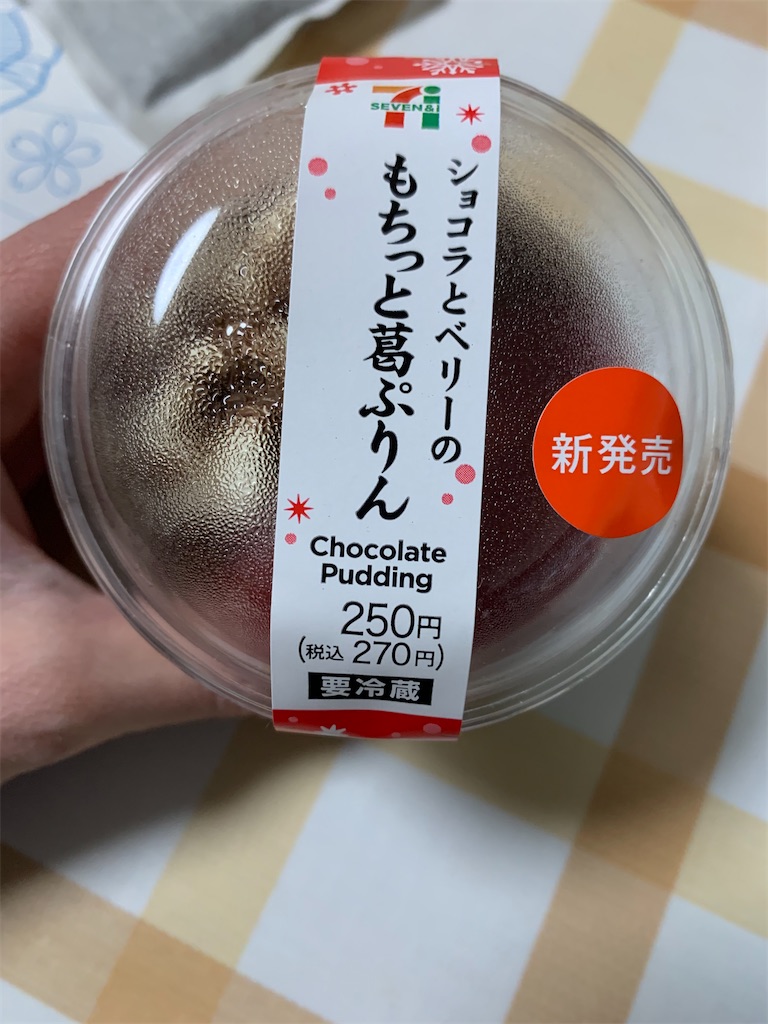 SEVEN&i
ショコラとベリーの
もちっと葛ぷりん
Chocolate
Pudding
250円
(税込 270円)
要冷蔵
新発売